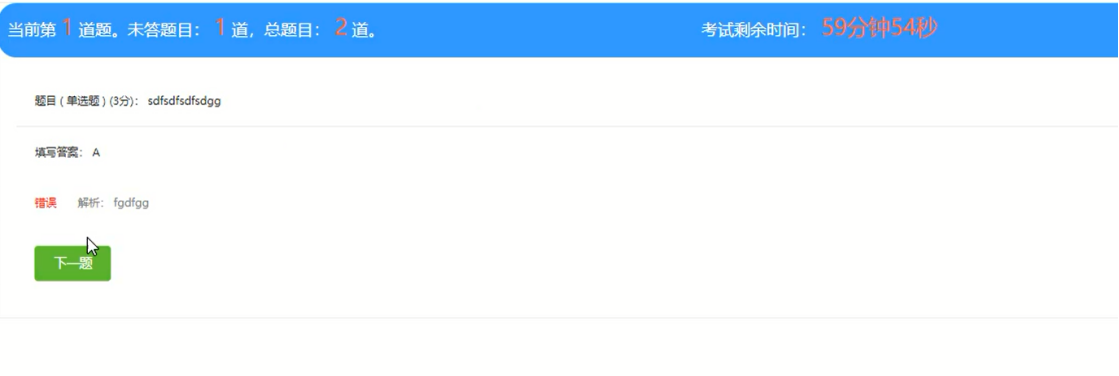 当前第 1 道题。未答题目： 1 道，总题目： 2 道。 考试剩余时间： 59分钟54秒
题目 ( 单选题 ) (3分)： sdfsdfsdfsdgg
填写答案： A
错误 解析： fgdfgg
下一题